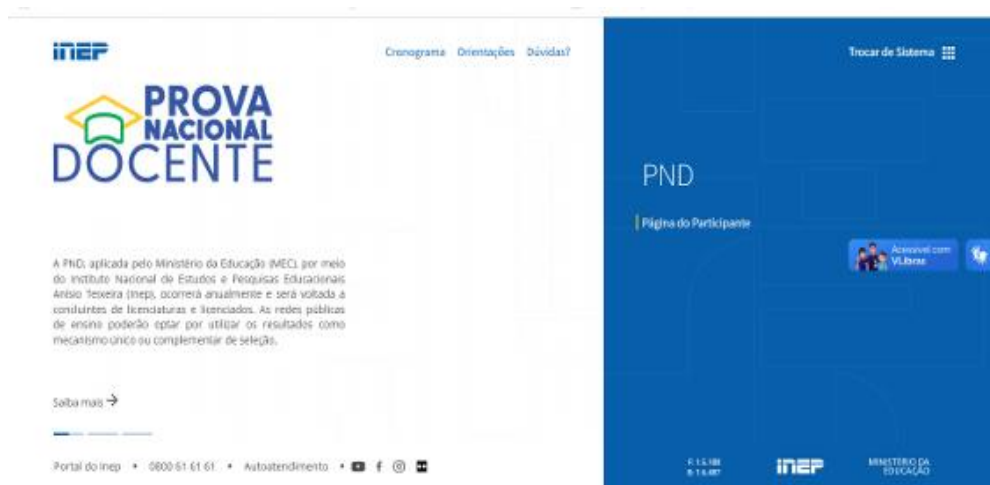 inep
Cronograma Orientações Dúvidas?
Trocar de Sistema
PROVA
NACIONAL
DOCENTE
PND
Página do Participante
Acessível com
VLibras
A PND, aplicada pelo Ministério da Educação (MEC), por meio
do Instituto Nacional de Estudos e Pesquisas Educacionais
Anísio Teixeira (Inep), ocorrerá anualmente e será voltada a
concluintes de licenciaturas e licenciados. As redes públicas
de ensino poderão optar por utilizar os resultados como
mecanismo único ou complementar de seleção.
Saiba mais →
Portal do Inep • 0800 61 61 61 • Autoatendimento •
inep
MINISTÉRIO DA
EDUCAÇÃO